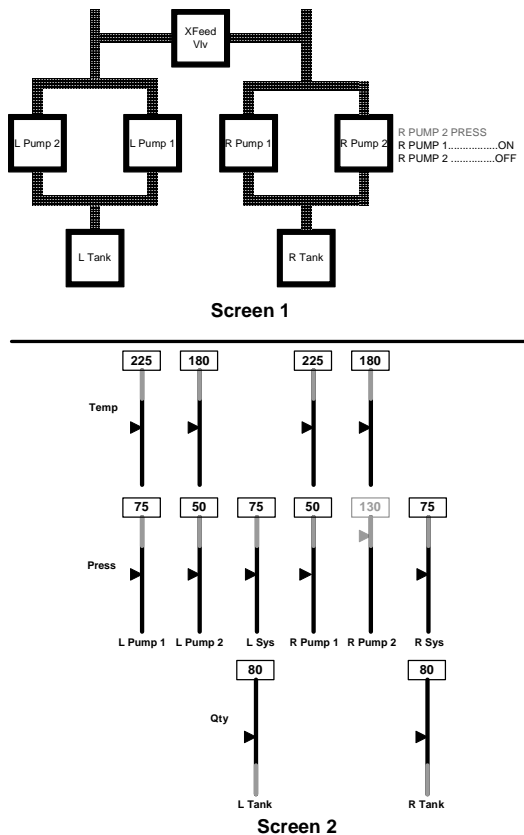 XFeed
Vlv
L Pump 2
L Pump 1
R Pump 1
R Pump 2
R PUMP 2 PRESS
R PUMP 1.................ON
R PUMP 2 ...............OFF
L Tank
R Tank
Screen 1
225 180 225 180
Temp
75 50 75 50 130 75
Press
L Pump 1 L Pump 2 L Sys R Pump 1 R Pump 2 R Sys
80 80
Qty
L Tank R Tank
Screen 2